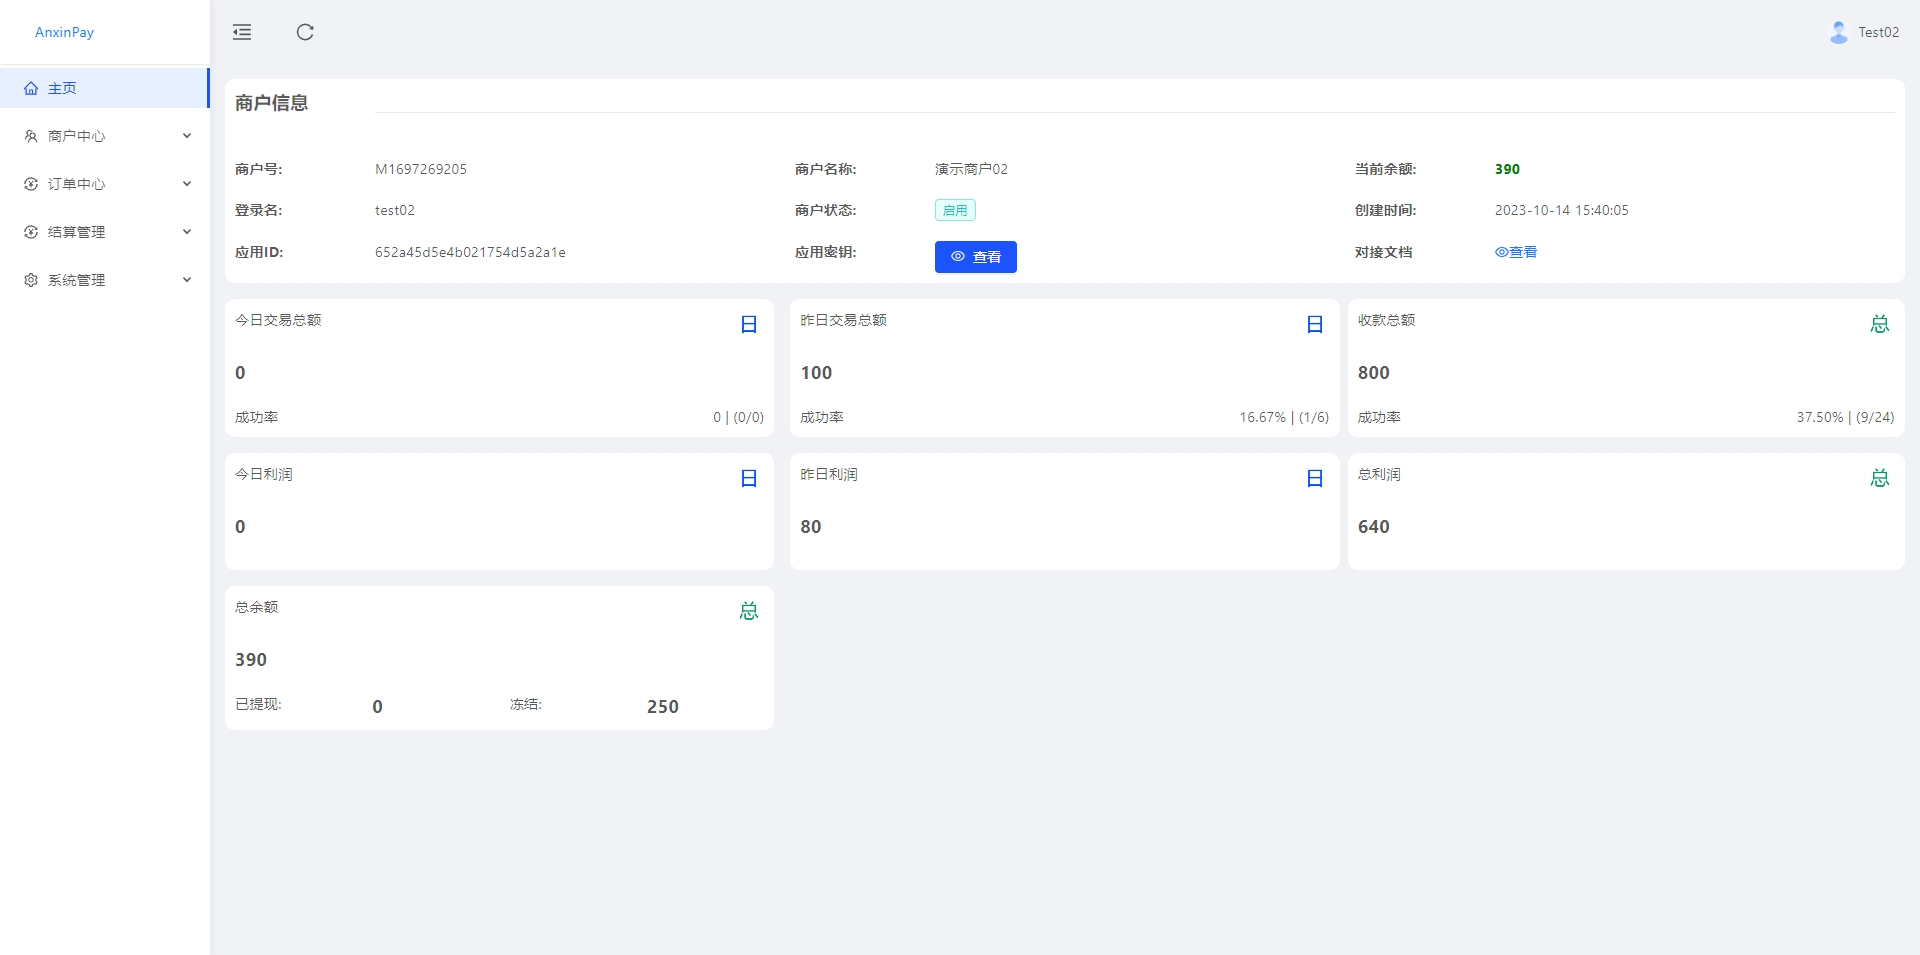 AnxinPay
Test02
主页
商户中心
订单中心
结算管理
系统管理
商户信息
商户号: M1697269205 商户名称: 演示商户02 当前余额: 390
登录名: test02 商户状态: 启用 创建时间: 2023-10-14 15:40:05
应用ID: 652a45d5e4b021754d5a2a1e 应用密钥: 查看 对接文档 查看
今日交易总额 日
0
成功率 0 | (0/0)
昨日交易总额 日
100
成功率 16.67% | (1/6)
收款总额 总
800
成功率 37.50% | (9/24)
今日利润 日
0
昨日利润 日
80
总利润 总
640
总余额 总
390
已提现: 0 冻结: 250